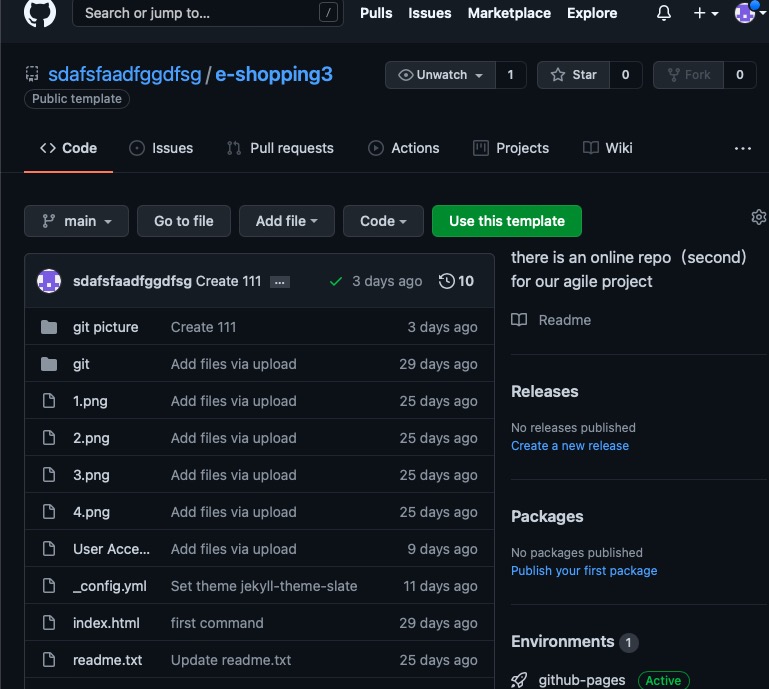 Search or jump to... /
Pulls Issues Marketplace Explore
sdafsfaadfggdfsg / e-shopping3
Unwatch 1 Star 0 Fork 0
Public template
Code Issues Pull requests Actions Projects Wiki ...
main Go to file Add file Code Use this template
there is an online repo（second)
for our agile project
sdafsfaadfggdfsg Create 111 ... 3 days ago 10
Readme
git picture Create 111 3 days ago
git Add files via upload 29 days ago
1.png Add files via upload 25 days ago
2.png Add files via upload 25 days ago
3.png Add files via upload 25 days ago
4.png Add files via upload 25 days ago
User Acce... Add files via upload 9 days ago
_config.yml Set theme jekyll-theme-slate 11 days ago
index.html first command 29 days ago
readme.txt Update readme.txt 25 days ago
Releases
No releases published
Create a new release
Packages
No packages published
Publish your first package
Environments 1
github-pages Active